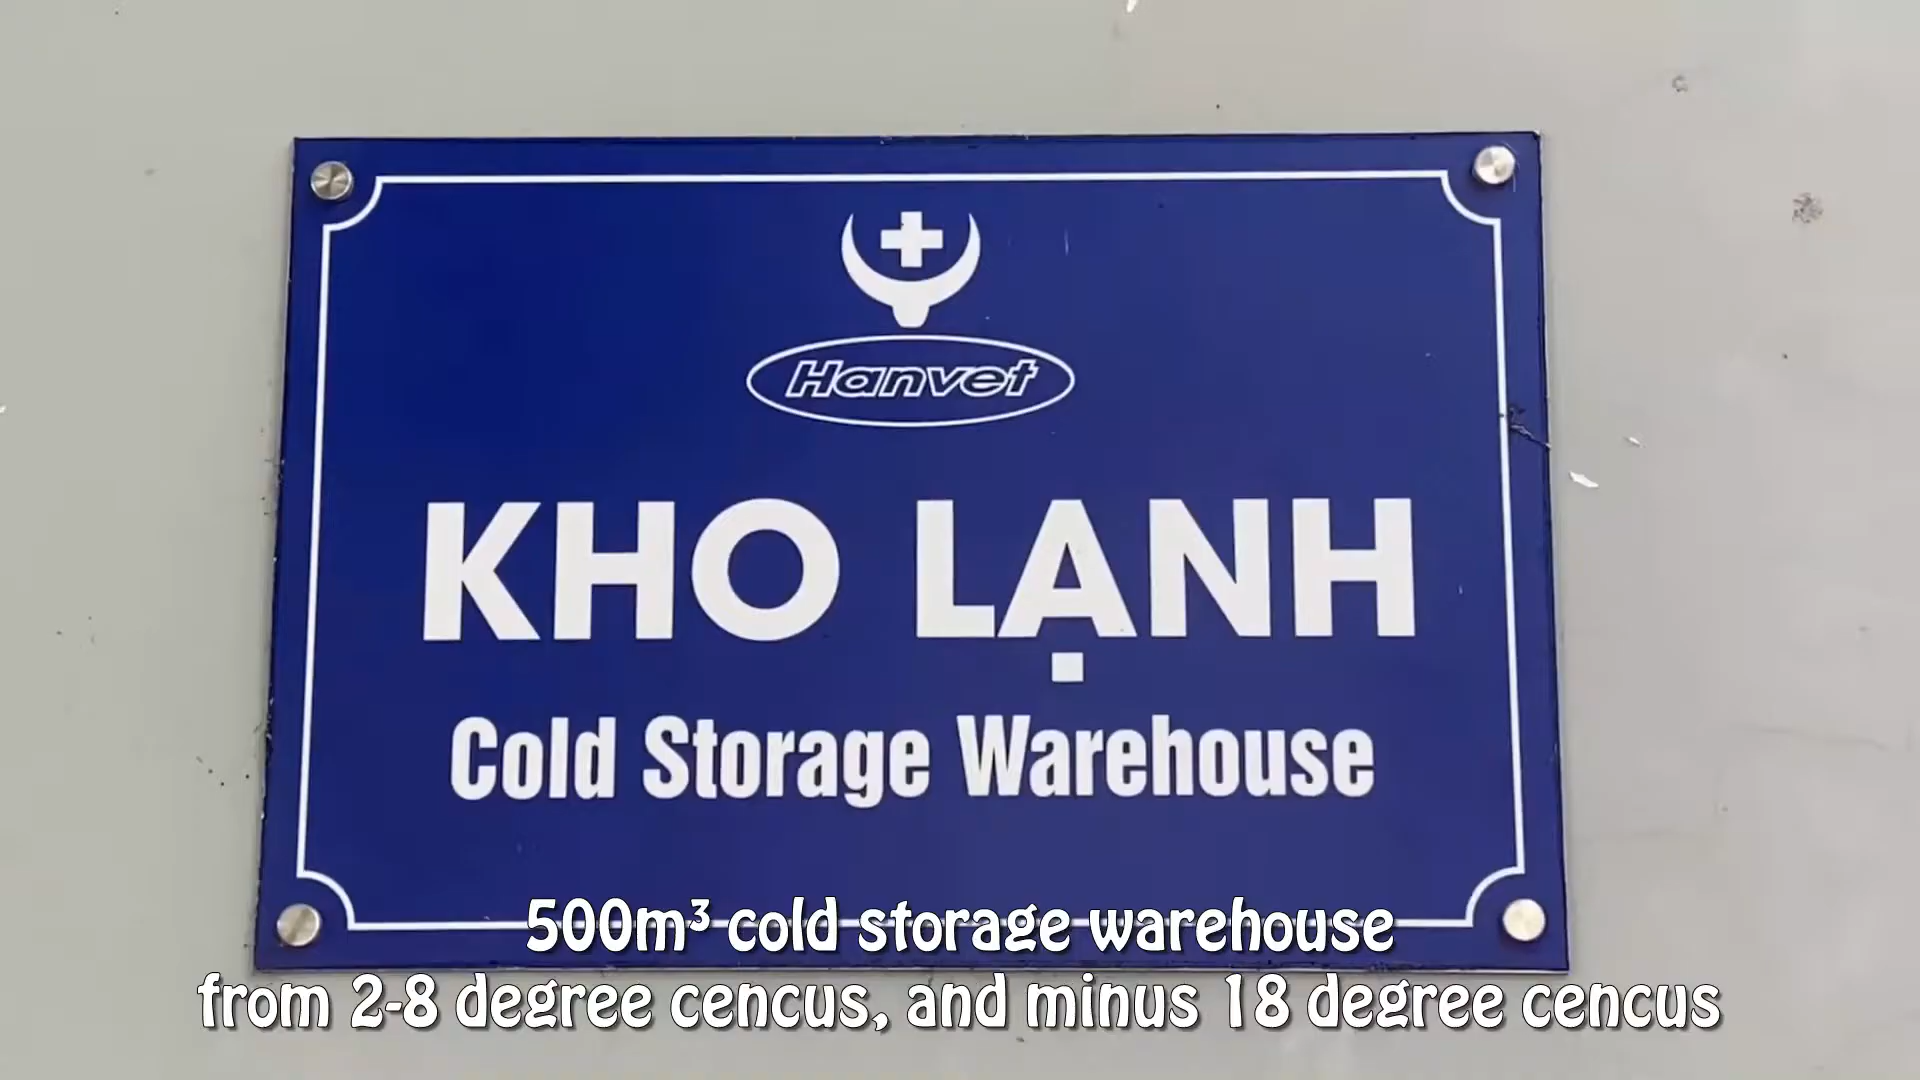 Hanvet
KHO LẠNH
Cold Storage Warehouse
500m³ cold storage warehouse
from 2-8 degree cencus, and minus 18 degree cencus